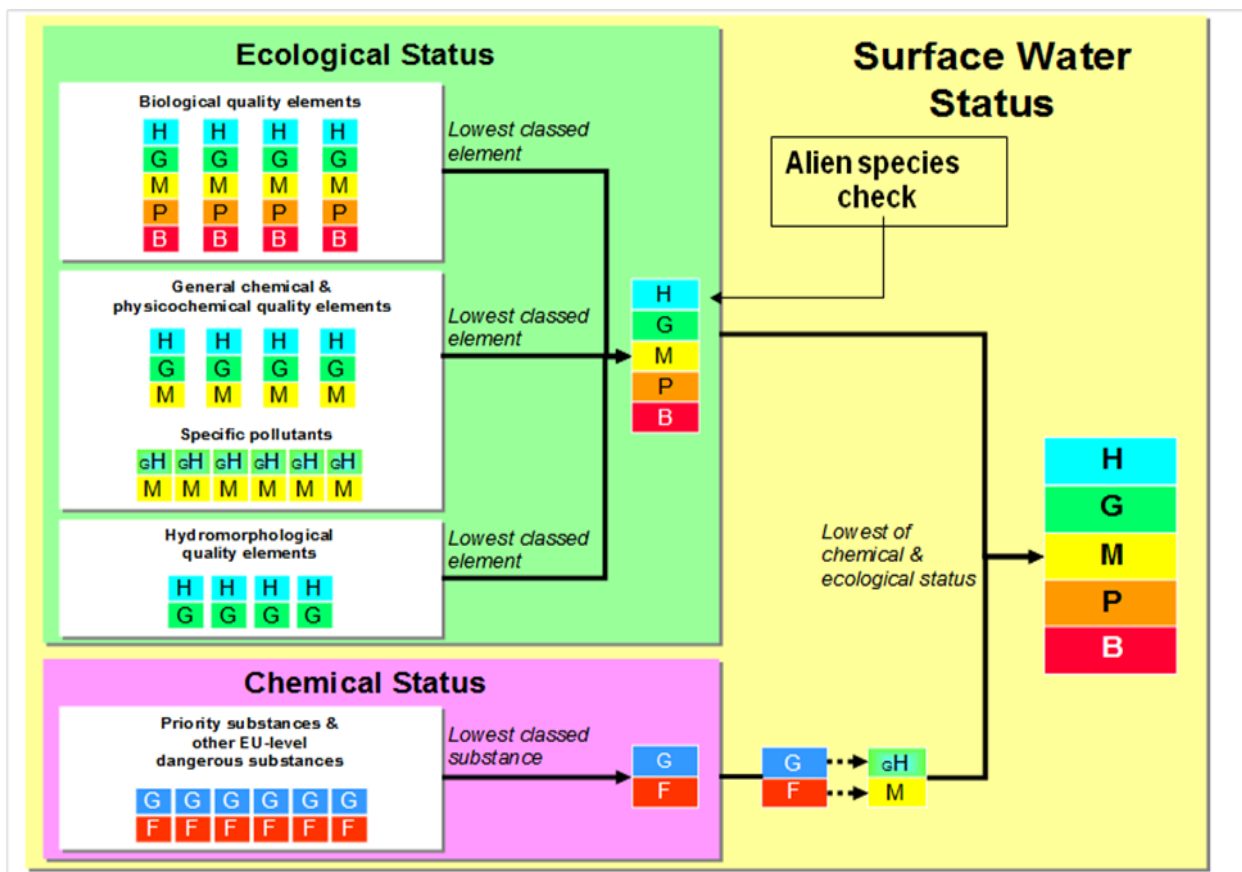 Ecological Status
Biological quality elements
H H H H
G G G G
M M M M
P P P P
B B B B
Lowest classed
element
General chemical &
physicochemical quality elements
H H H H
G G G G
M M M M
Lowest classed
element
Specific pollutants
GH GH GH GH GH GH
M M M M M M
Hydromorphological
quality elements
H H H H
G G G G
Lowest classed
element
H
G
M
P
B
Surface Water
Status
Alien species
check
Chemical Status
Priority substances &
other EU-level
dangerous substances
G G G G G G
F F F F F F
Lowest classed
substance
G
F
G
F
GH
M
Lowest of
chemical &
ecological status
H
G
M
P
B